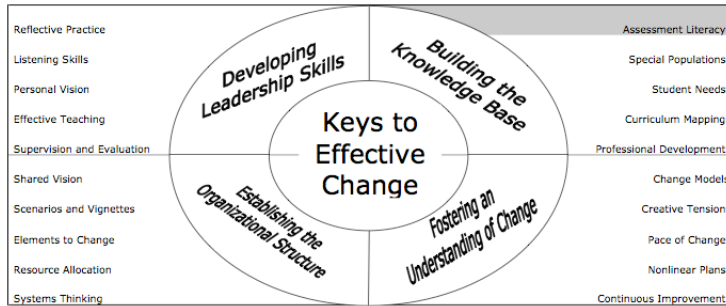 Reflective Practice
Listening Skills
Personal Vision
Effective Teaching
Supervision and Evaluation
Shared Vision
Scenarios and Vignettes
Elements to Change
Resource Allocation
Systems Thinking
Developing
Leadership Skills
Building the
Knowledge Base
Keys to
Effective
Change
Establishing the
Organizational Structure
Fostering an
Understanding of Change
Assessment Literacy
Special Populations
Student Needs
Curriculum Mapping
Professional Development
Change Models
Creative Tension
Pace of Change
Nonlinear Plans
Continuous Improvement